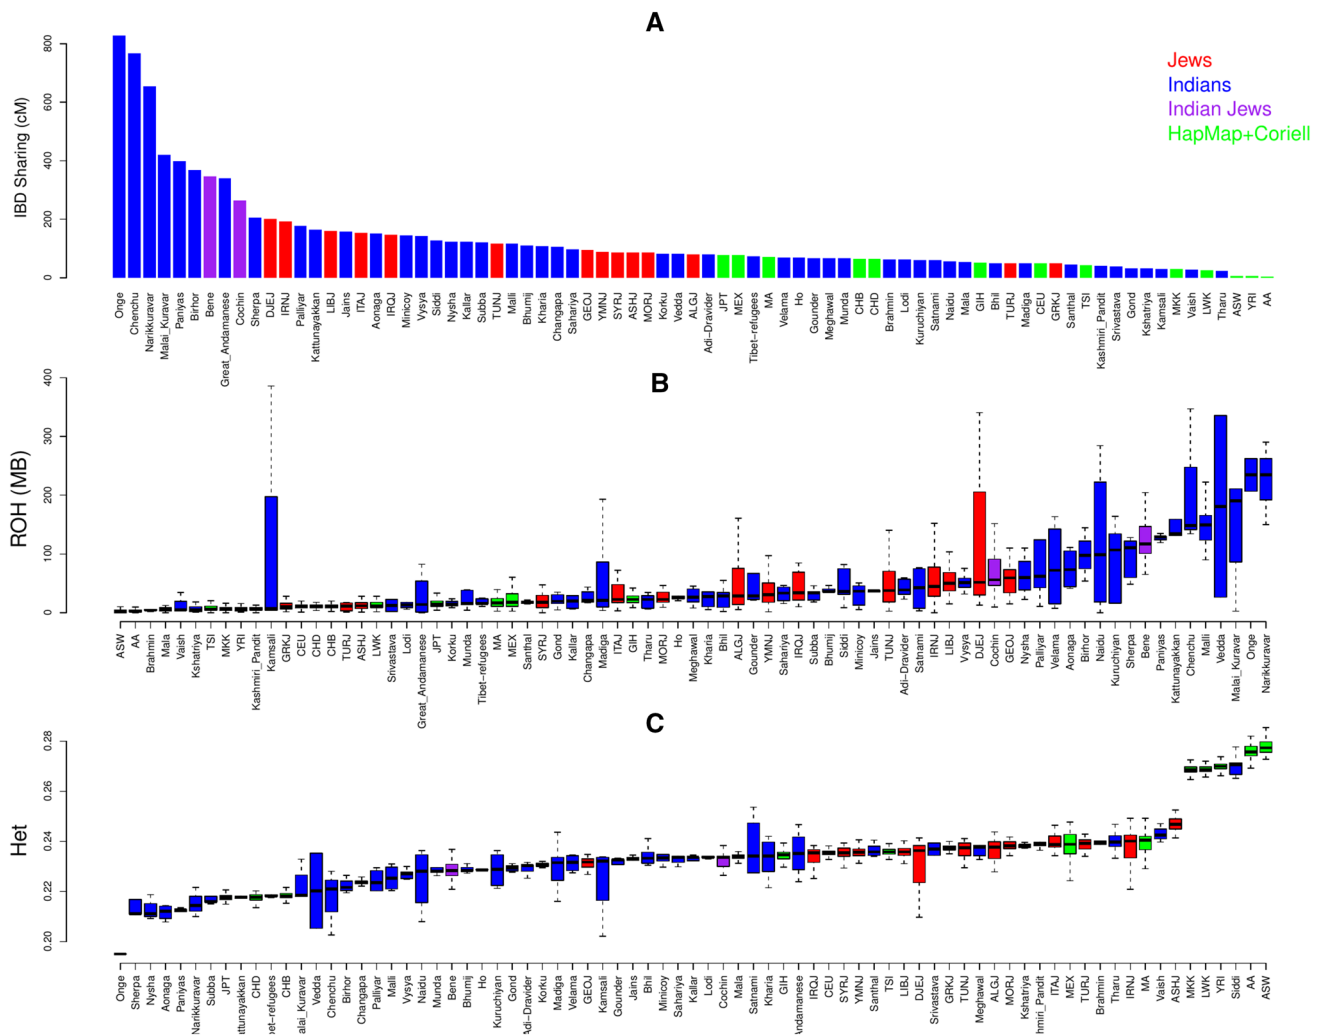 A
IBD Sharing (cM)
800
600
400
200
0
Jews
Indians
Indian Jews
HapMap+Coriell
Onge
Chenchu
Narikkuravar
Malai_Kuravar
Paniyas
Birhor
Bene
Great_Andamanese
Cochin
Sherpa
DJEJ
IRNJ
Palliyar
Kattunayakkan
LIBJ
Jains
ITAJ
Aonaga
IRQJ
Minicoy
Vysya
Siddi
Nysha
Kallar
Subba
TUNJ
Malli
Bhumij
Kharia
Changapa
Sahariya
GEOJ
YMNJ
SYRJ
ASHJ
MORJ
Korku
Vedda
ALGJ
Adi-Dravider
JPT
MEX
Tibet-refugees
MA
Velama
Ho
Gounder
Meghawal
Munda
CHB
CHD
Brahmin
Lodi
Kuruchiyan
Satnami
Naidu
Mala
GIH
Bhil
TURJ
Madiga
CEU
GRKJ
Santhal
TSI
Kashmiri_Pandit
Srivastava
Gond
Kshatriya
Kamsali
MKK
Vaish
LWK
Tharu
ASW
YRI
AA
B
ROH (MB)
400
300
200
100
0
ASW
AA
Brahmin
Mala
Vaish
Kshatriya
TSI
MKK
YRI
Kashmiri_Pandit
Kamsali
GRKJ
CEU
CHD
CHB
TURJ
ASHJ
LWK
Srivastava
Lodi
Great_Andamanese
JPT
Korku
Munda
Tibet-refugees
MA
MEX
Santhal
SYRJ
Gond
Kallar
Changapa
Madiga
ITAJ
GIH
Tharu
MORJ
Ho
Meghawal
Kharia
Bhil
ALGJ
Gounder
YMNJ
Sahariya
IRQJ
Subba
Bhumij
Siddi
Minicoy
Jains
TUNJ
Adi-Dravider
Satnami
IRNJ
LIBJ
Vysya
DJEJ
Cochin
GEOJ
Nysha
Palliyar
Velama
Aonaga
Birhor
Naidu
Kuruchiyan
Sherpa
Bene
Paniyas
Kattunayakkan
Chenchu
Malli
Vedda
Malai_Kuravar
Onge
Narikkuravar
C
Het
0.28
0.26
0.24
0.22
0.20
Onge
Sherpa
Nysha
Aonaga
Paniyas
Narikkuravar
Subba
JPT
attunayakkan
CHD
bet-refugees
CHB
alai_Kuravar
Vedda
Chenchu
Birhor
Changapa
Palliyar
Malli
Vysya
Naidu
Munda
Bene
Bhumij
Ho
Kuruchiyan
Gond
Adi-Dravider
Korku
Madiga
Velama
GEOJ
Kamsali
Gounder
Jains
Bhil
Minicoy
Sahariya
Kallar
Lodi
Cochin
Mala
Satnami
Kharia
GIH
Andamanese
IRQJ
CEU
SYRJ
YMNJ
Santhal
TSI
LIBJ
DJEJ
Srivastava
GRKJ
TUNJ
Meghawal
ALGJ
MORJ
Kshatriya
hmiri_Pandit
ITAJ
MEX
TURJ
Brahmin
Tharu
IRNJ
MA
Vaish
ASHJ
MKK
LWK
YRI
Siddi
AA
ASW